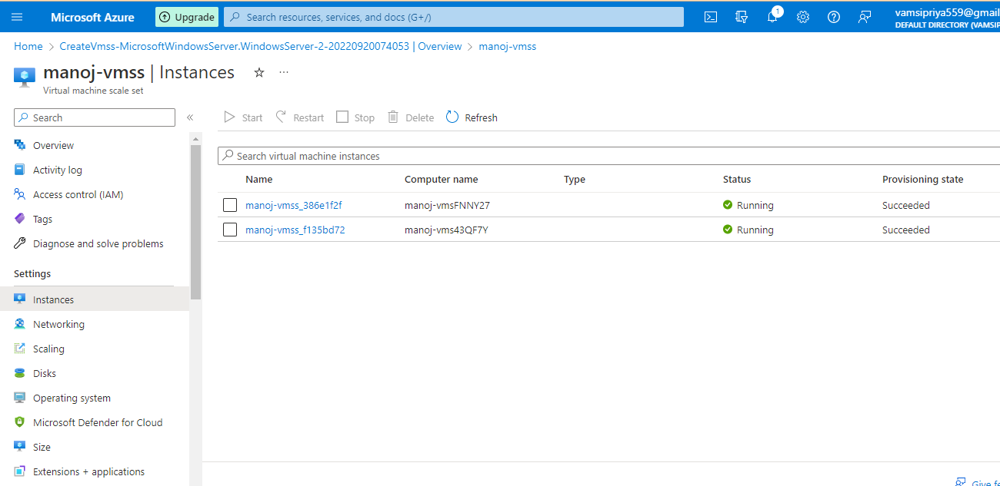 Microsoft Azure Upgrade Search resources, services, and docs (G+/) 1 vamsipriya559@gmail
DEFAULT DIRECTORY (VAMSIP
Home > CreateVmss-MicrosoftWindowsServer.WindowsServer-2-20220920074053 | Overview > manoj-vmss
manoj-vmss | Instances ...
Virtual machine scale set
Search «
Start Restart Stop Delete Refresh
Overview
Activity log
Access control (IAM)
Tags
Diagnose and solve problems
Settings
Instances
Networking
Scaling
Disks
Operating system
Microsoft Defender for Cloud
Size
Extensions + applications
Search virtual machine instances
Name Computer name Type Status Provisioning state
manoj-vmss_386e1f2f manoj-vmsFNNY27 Running Succeeded
manoj-vmss_f135bd72 manoj-vms43QF7Y Running Succeeded
Give fe